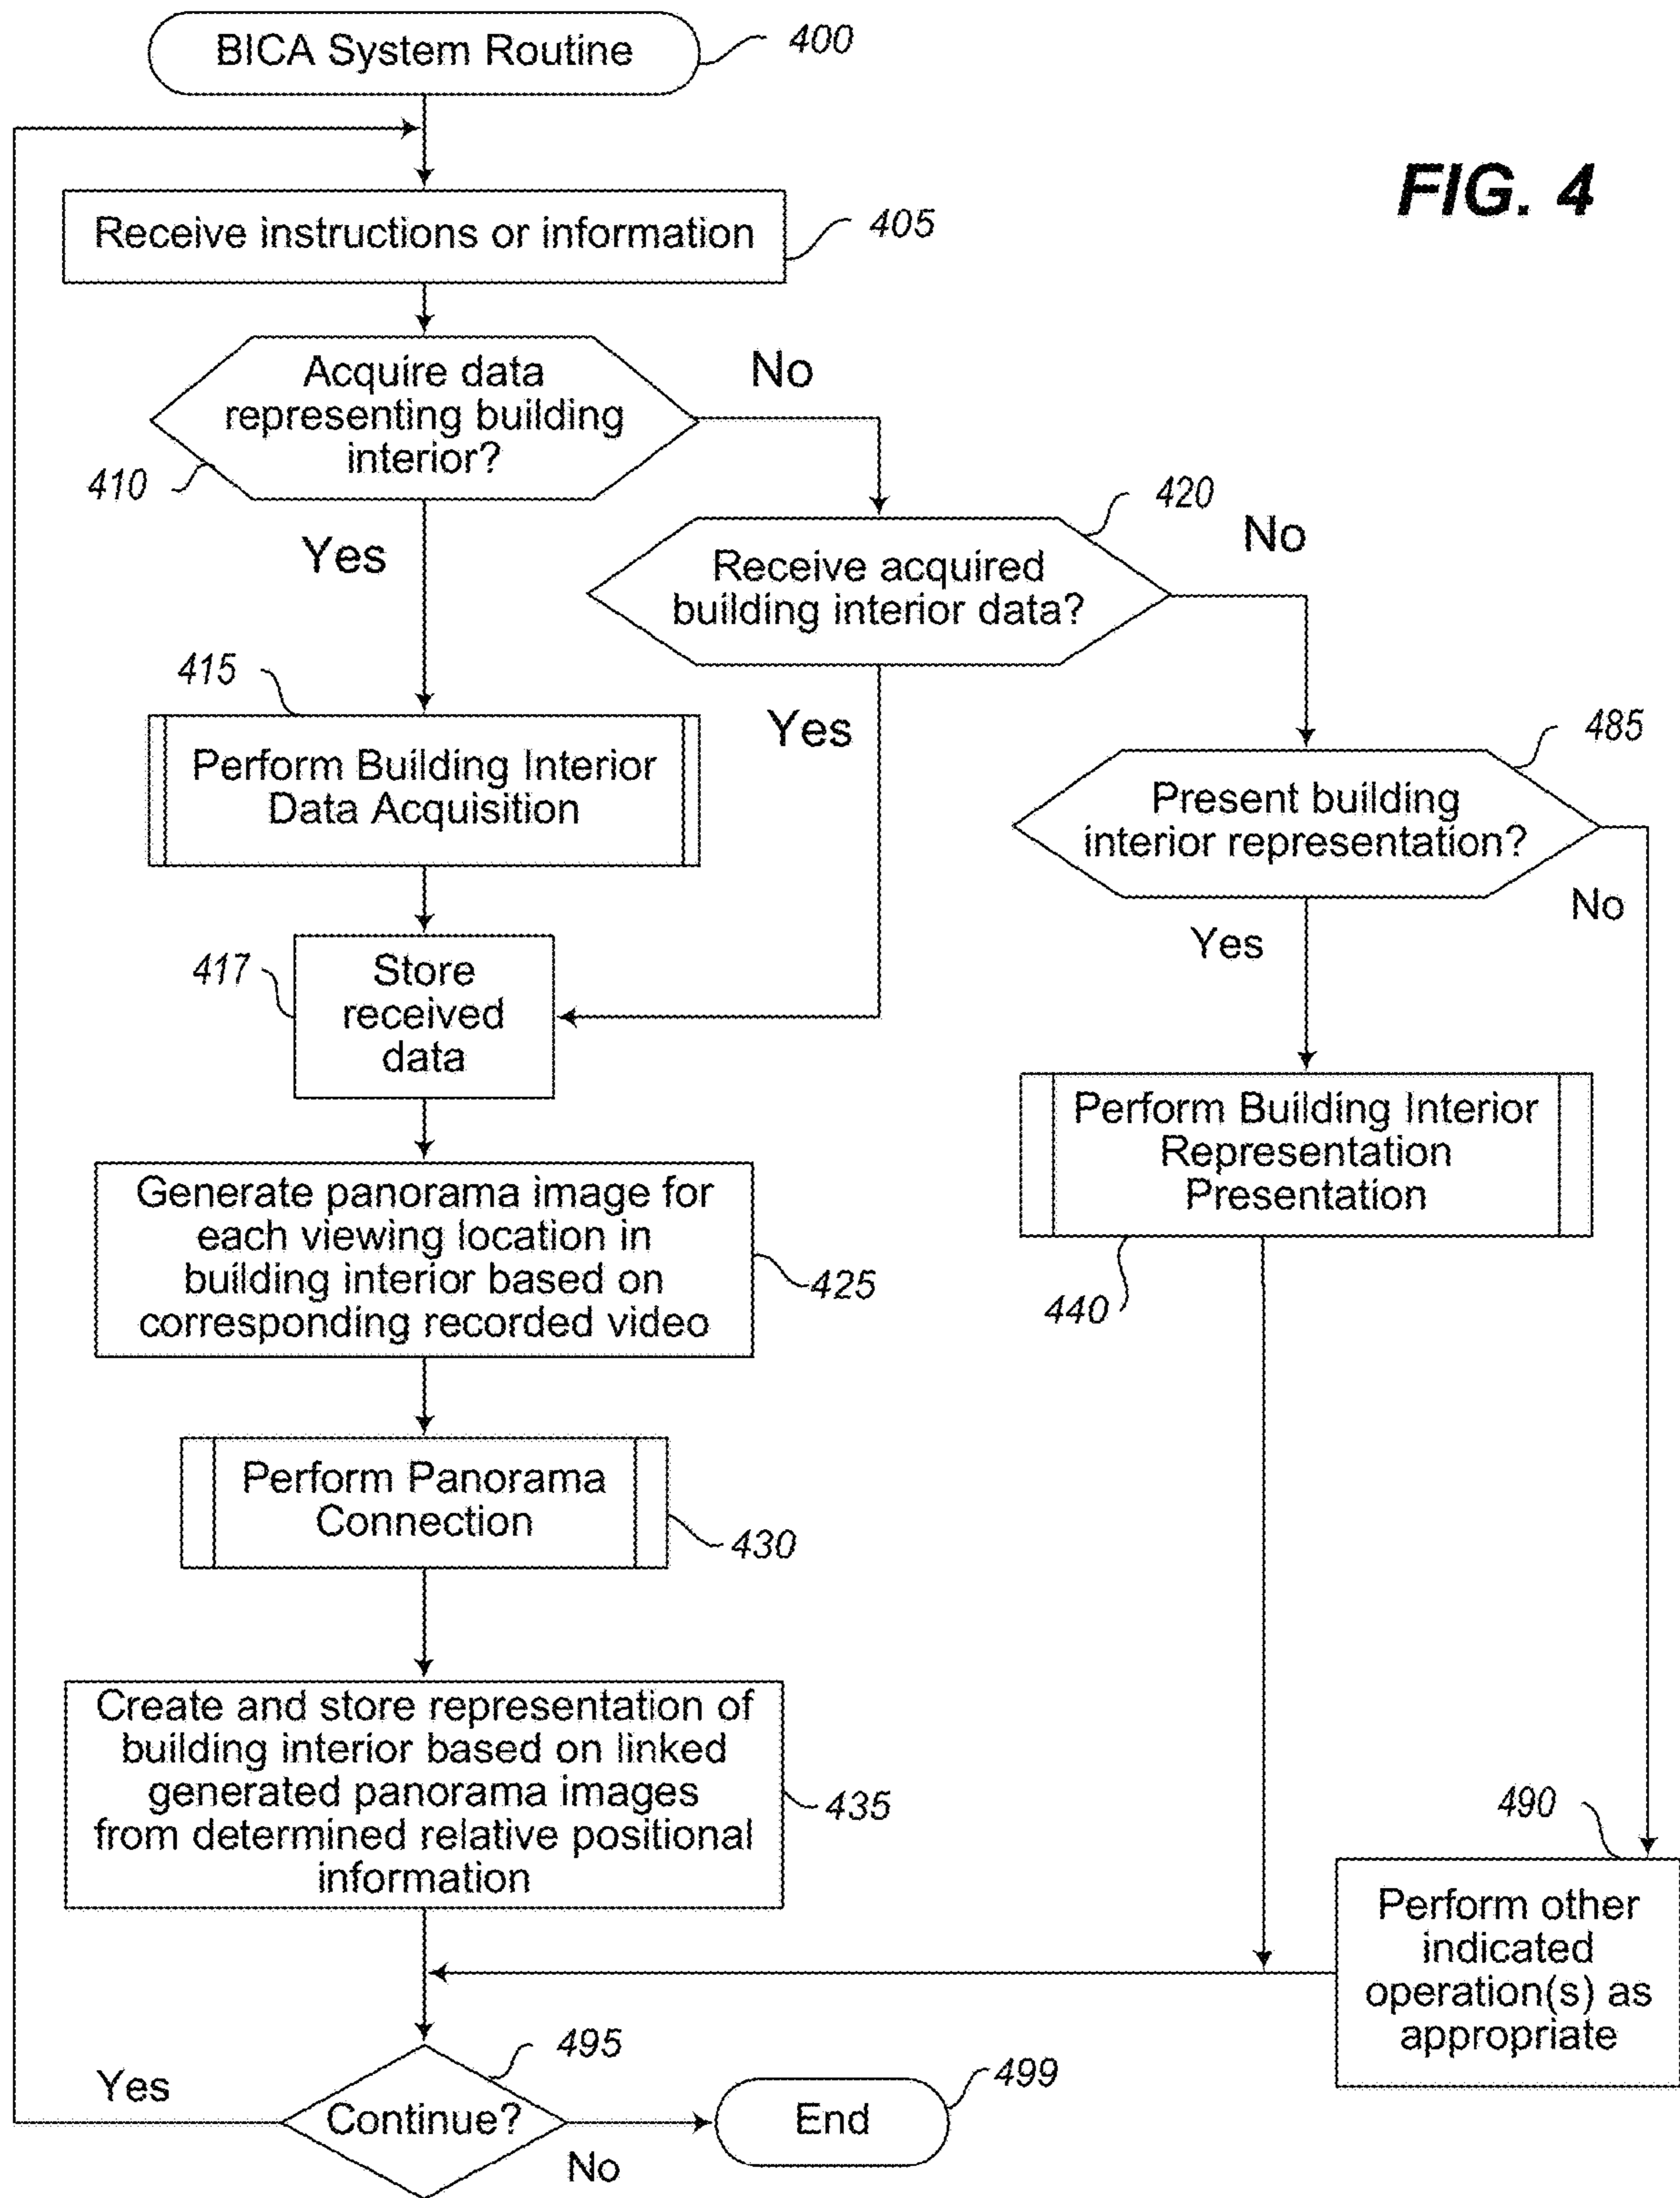 BICA System Routine
400
FIG. 4
Receive instructions or information
405
Acquire data
representing building
interior?
410
No
Yes
420
Receive acquired
building interior data?
No
Yes
415
Perform Building Interior
Data Acquisition
485
Present building
interior representation?
No
Yes
417
Store
received
data
Perform Building Interior
Representation
Presentation
440
Generate panorama image for
each viewing location in
building interior based on
corresponding recorded video
425
Perform Panorama
Connection
430
Create and store representation of
building interior based on linked
generated panorama images
from determined relative positional
information
435
490
Perform other
indicated
operation(s) as
appropriate
495
Continue?
Yes
No
End
499